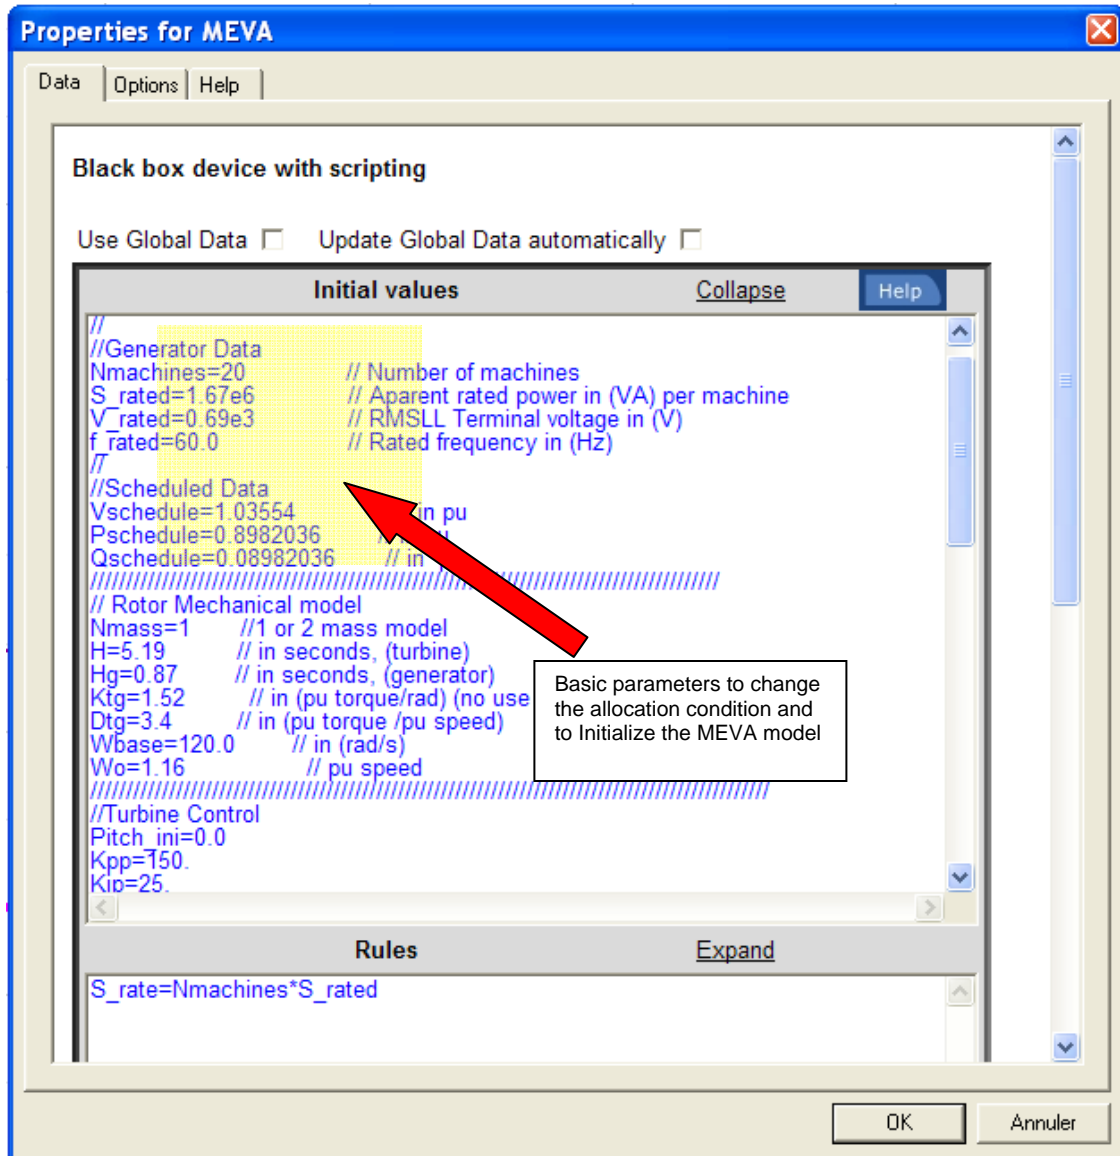 Properties for MEVA
Data Options Help
Black box device with scripting
Use Global Data Update Global Data automatically
Initial values Collapse Help
//
//Generator Data
Nmachines=20 // Number of machines
S_rated=1.67e6 // Aparent rated power in (VA) per machine
V_rated=0.69e3 // RMSLL Terminal voltage in (V)
f_rated=60.0 // Rated frequency in (Hz)
//
//Scheduled Data
Vschedule=1.03554 in pu
Pschedule=0.8982036 //
Qschedule=0.08982036 // in
////////////////////////////////////////////////////////////////////////////////////////
// Rotor Mechanical model
Nmass=1 //1 or 2 mass model
H=5.19 // in seconds, (turbine)
Hg=0.87 // in seconds, (generator)
Ktg=1.52 // in (pu torque/rad) (no use
Dtg=3.4 // in (pu torque /pu speed)
Wbase=120.0 // in (rad/s)
Wo=1.16 // pu speed
///////////////////////////////////////////////////////////////////////////////////////////////
//Turbine Control
Pitch_ini=0.0
Kpp=150.
Kip=25.
Basic parameters to change
the allocation condition and
to Initialize the MEVA model
Rules Expand
S_rate=Nmachines*S_rated
OK Annuler